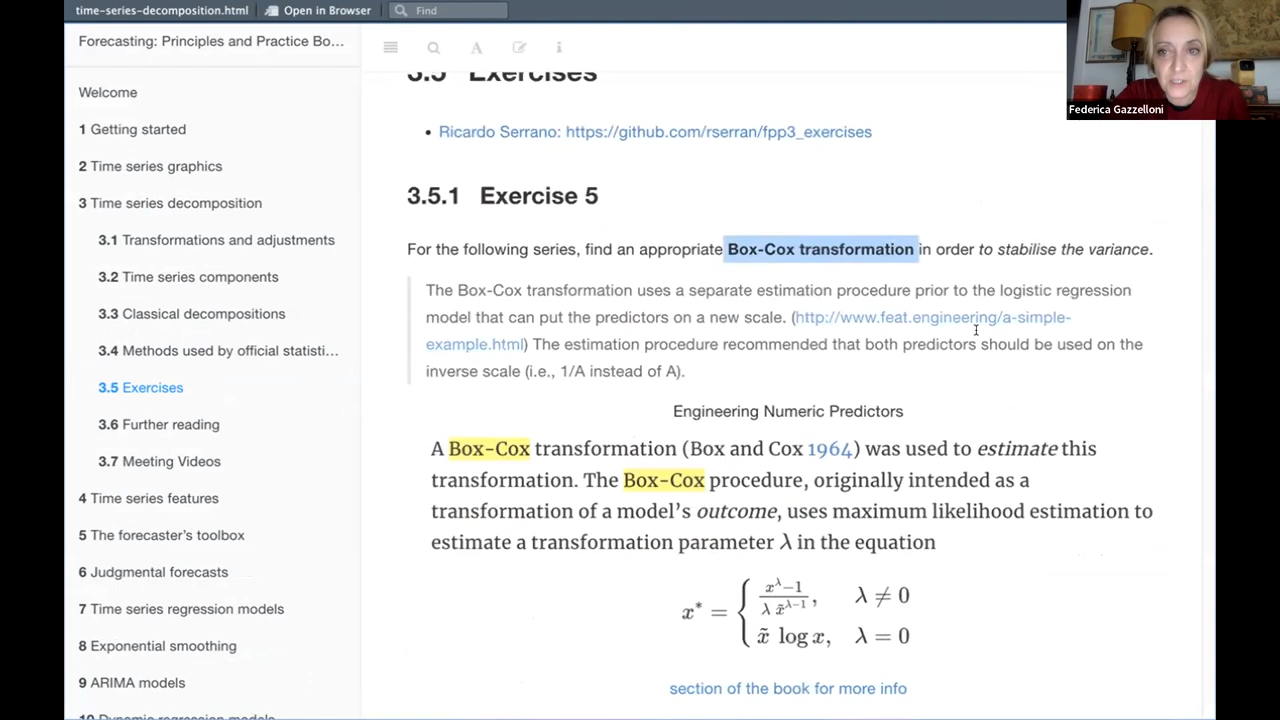 time-series-decomposition.html Open in Browser Find
Forecasting: Principles and Practice Bo...
Welcome
1 Getting started
2 Time series graphics
3 Time series decomposition
3.1 Transformations and adjustments
3.2 Time series components
3.3 Classical decompositions
3.4 Methods used by official statisti...
3.5 Exercises
3.6 Further reading
3.7 Meeting Videos
4 Time series features
5 The forecaster's toolbox
6 Judgmental forecasts
7 Time series regression models
8 Exponential smoothing
9 ARIMA models
10 Dynamic regression models
3.5 Exercises
• Ricardo Serrano: https://github.com/rserran/fpp3_exercises
3.5.1 Exercise 5
For the following series, find an appropriate Box-Cox transformation in order to stabilise the variance.
The Box-Cox transformation uses a separate estimation procedure prior to the logistic regression
model that can put the predictors on a new scale. (http://www.feat.engineering/a-simple-
example.html) The estimation procedure recommended that both predictors should be used on the
inverse scale (i.e., 1/A instead of A).
Engineering Numeric Predictors
A Box-Cox transformation (Box and Cox 1964) was used to estimate this
transformation. The Box-Cox procedure, originally intended as a
transformation of a model's outcome, uses maximum likelihood estimation to
estimate a transformation parameter λ in the equation
x* = { (x^λ−1)/(λ x̃^(λ−1)), λ ≠ 0
x̃ log x, λ = 0
section of the book for more info
Federica Gazzelloni